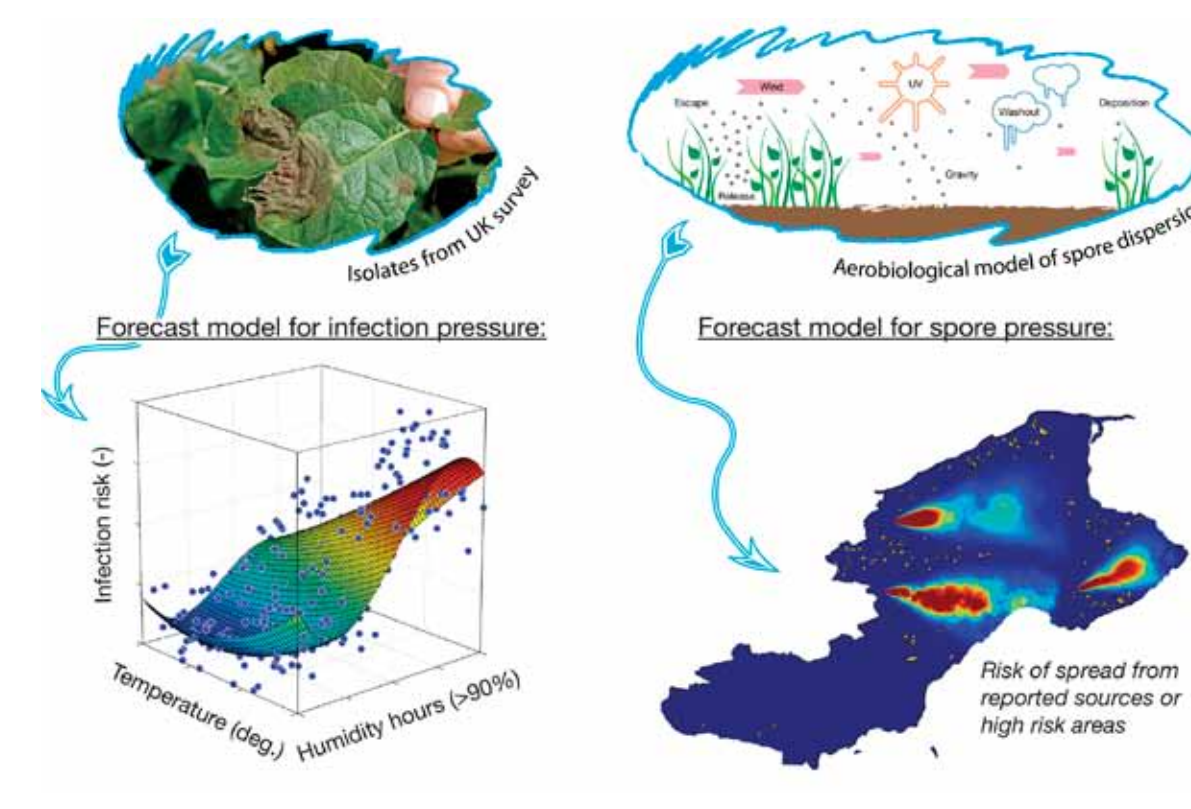 Escape
Wind
UV
Washout
Deposition
Gravity
Release
Isolates from UK survey
Aerobiological model of spore dispersio
Forecast model for infection pressure:
Forecast model for spore pressure:
Infection risk (-)
Temperature (deg.)
Humidity hours (>90%)
Risk of spread from
reported sources or
high risk areas